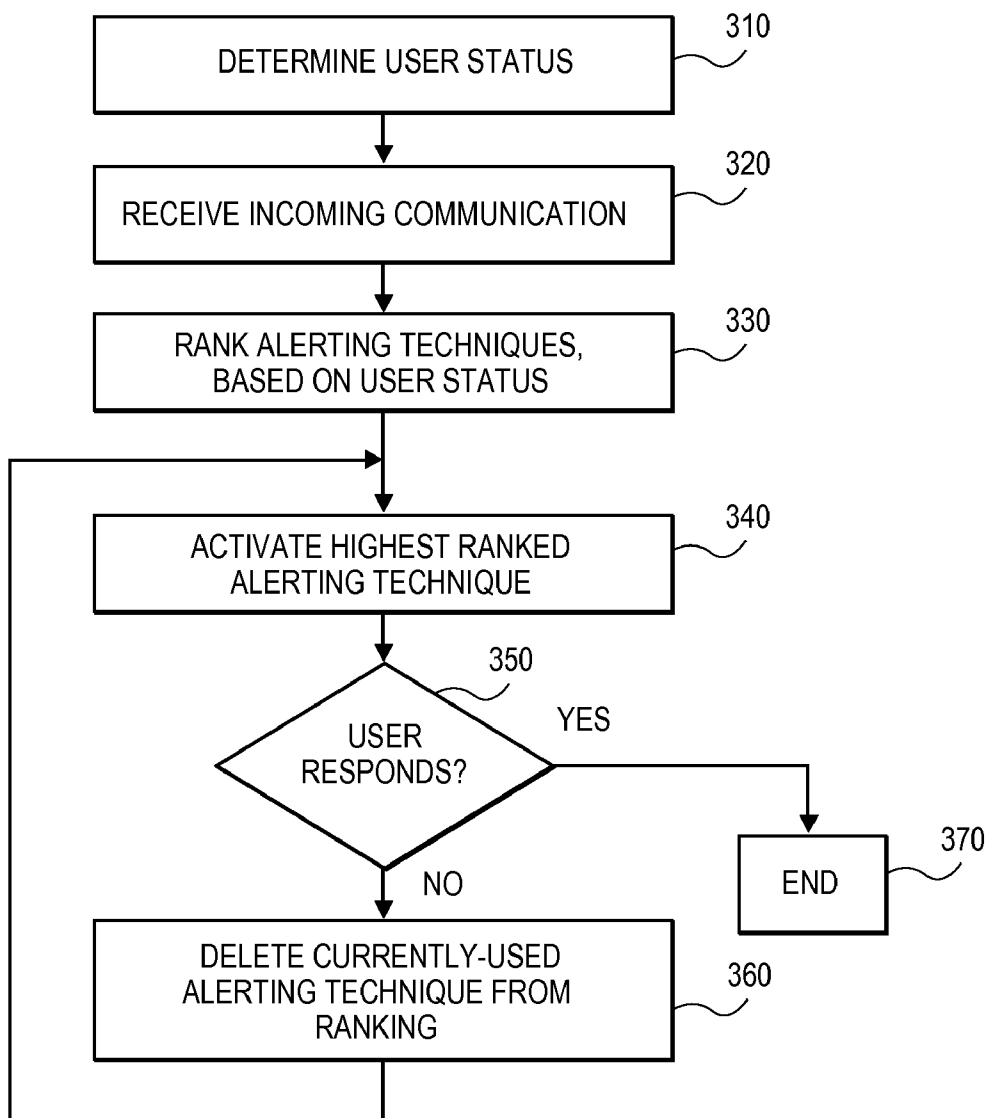 310
DETERMINE USER STATUS
320
RECEIVE INCOMING COMMUNICATION
330
RANK ALERTING TECHNIQUES,
BASED ON USER STATUS
340
ACTIVATE HIGHEST RANKED
ALERTING TECHNIQUE
350
USER
RESPONDS?
YES
NO
370
END
360
DELETE CURRENTLY-USED
ALERTING TECHNIQUE FROM
RANKING